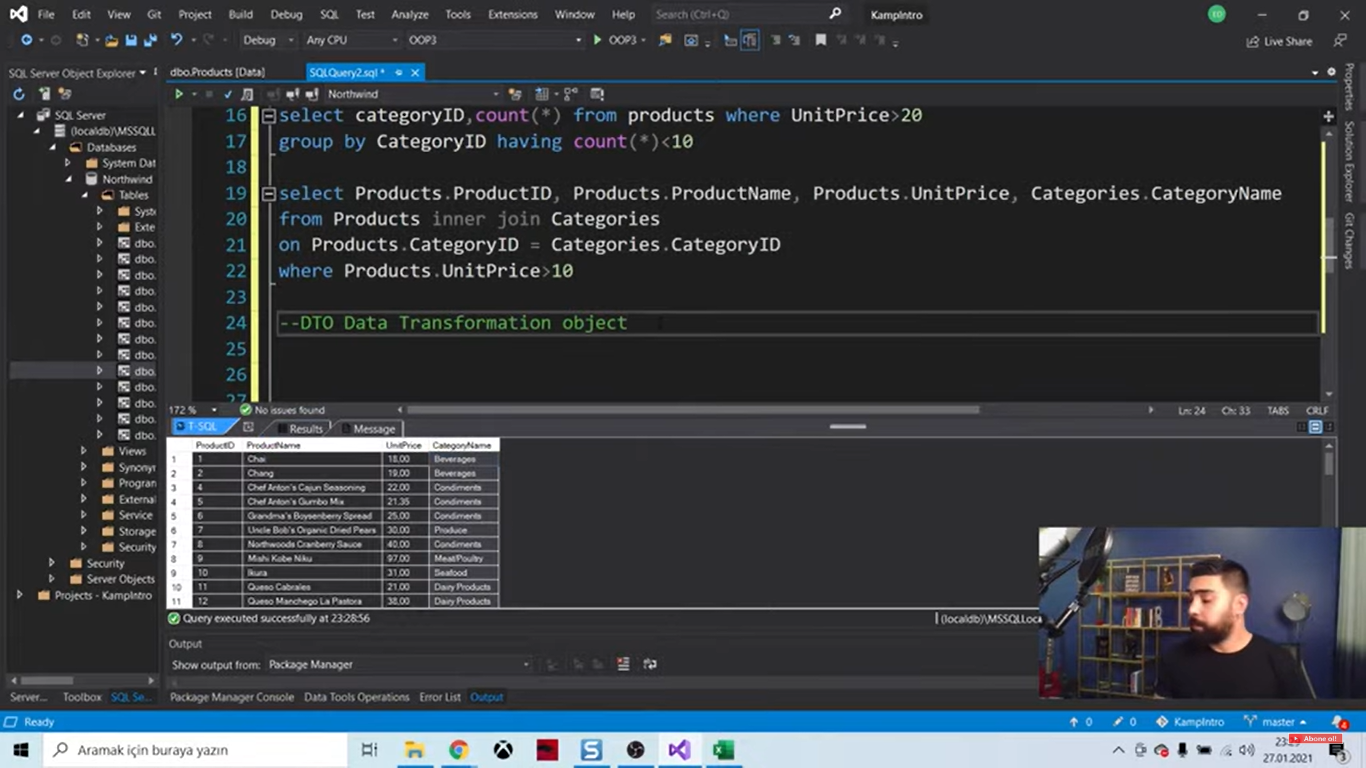 File Edit View Git Project Build Debug SQL Test Analyze Tools Extensions Window Help Search (Ctrl+Q) KampIntro
Debug Any CPU OOP3 OOP3 Live Share
SQL Server Object Explorer dbo.Products [Data] SQLQuery2.sql *
Northwind
SQL Server
(localdb)\MSSQLL
Databases
System Dat
Northwind
Tables
Syste
Exte
dbo.
dbo.
dbo.
dbo.
dbo.
dbo.
dbo.
dbo.
dbo.
dbo.
dbo.
dbo.
dbo.
Views
Synonyr
Program
External
Service
Storage
Security
Security
Server Objects
Projects - KampIntro
Server... Toolbox SQL Se...
16 select categoryID,count(*) from products where UnitPrice>20
17 group by CategoryID having count(*)<10
18
19 select Products.ProductID, Products.ProductName, Products.UnitPrice, Categories.CategoryName
20 from Products inner join Categories
21 on Products.CategoryID = Categories.CategoryID
22 where Products.UnitPrice>10
23
24 --DTO Data Transformation object
25
26
27
172 % No issues found Ln: 24 Ch: 33 TABS CRLF
T-SQL Results Message
ProductID ProductName UnitPrice CategoryName
1 1 Chai 18,00 Beverages
2 2 Chang 19,00 Beverages
3 4 Chef Anton's Cajun Seasoning 22,00 Condiments
4 5 Chef Anton's Gumbo Mix 21,35 Condiments
5 6 Grandma's Boysenberry Spread 25,00 Condiments
6 7 Uncle Bob's Organic Dried Pears 30,00 Produce
7 8 Northwoods Cranberry Sauce 40,00 Condiments
8 9 Mishi Kobe Niku 97,00 Meat/Poultry
9 10 Ikura 31,00 Seafood
10 11 Queso Cabrales 21,00 Dairy Products
11 12 Queso Manchego La Pastora 38,00 Dairy Products
Query executed successfully at 23:28:56 (localdb)\MSSQLLoca
Output
Show output from: Package Manager
Package Manager Console Data Tools Operations Error List Output
Properties
Solution Explorer
Git Changes
Ready 0 0 KampIntro master 4
Aramak için buraya yazın
Abone ol!
27.01.2021 3